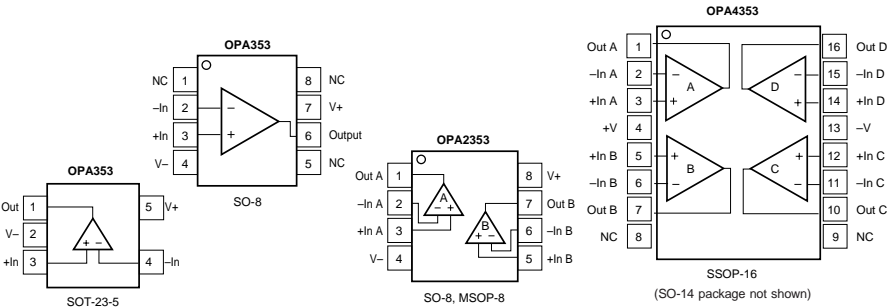 OPA353
Out 1
V– 2
+In 3
5 V+
4 –In
+ –
SOT-23-5
OPA353
NC 1
–In 2
+In 3
V– 4
8 NC
7 V+
6 Output
5 NC
–
+
SO-8
OPA2353
Out A 1
–In A 2
+In A 3
V– 4
8 V+
7 Out B
6 –In B
5 +In B
A
– +
B
+ –
SO-8, MSOP-8
OPA4353
Out A 1
–In A 2
+In A 3
+V 4
+In B 5
–In B 6
Out B 7
NC 8
16 Out D
15 –In D
14 +In D
13 –V
12 +In C
11 –In C
10 Out C
9 NC
–
A
+
–
D
+
+
B
–
+
C
–
SSOP-16
(SO-14 package not shown)